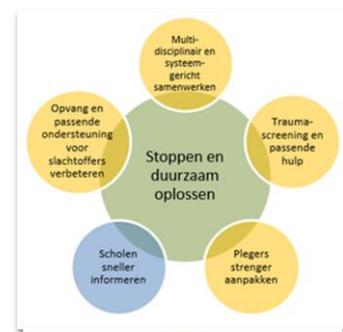 Multi-
disciplinair en
systeem-
gericht
samenwerken
Opvang en
passende
ondersteuning
voor
slachtoffers
verbeteren
Stoppen en
duurzaam
oplossen
Trauma-
screening en
passende
hulp
Scholen
sneller
informeren
Plegers
strenger
aanpakken